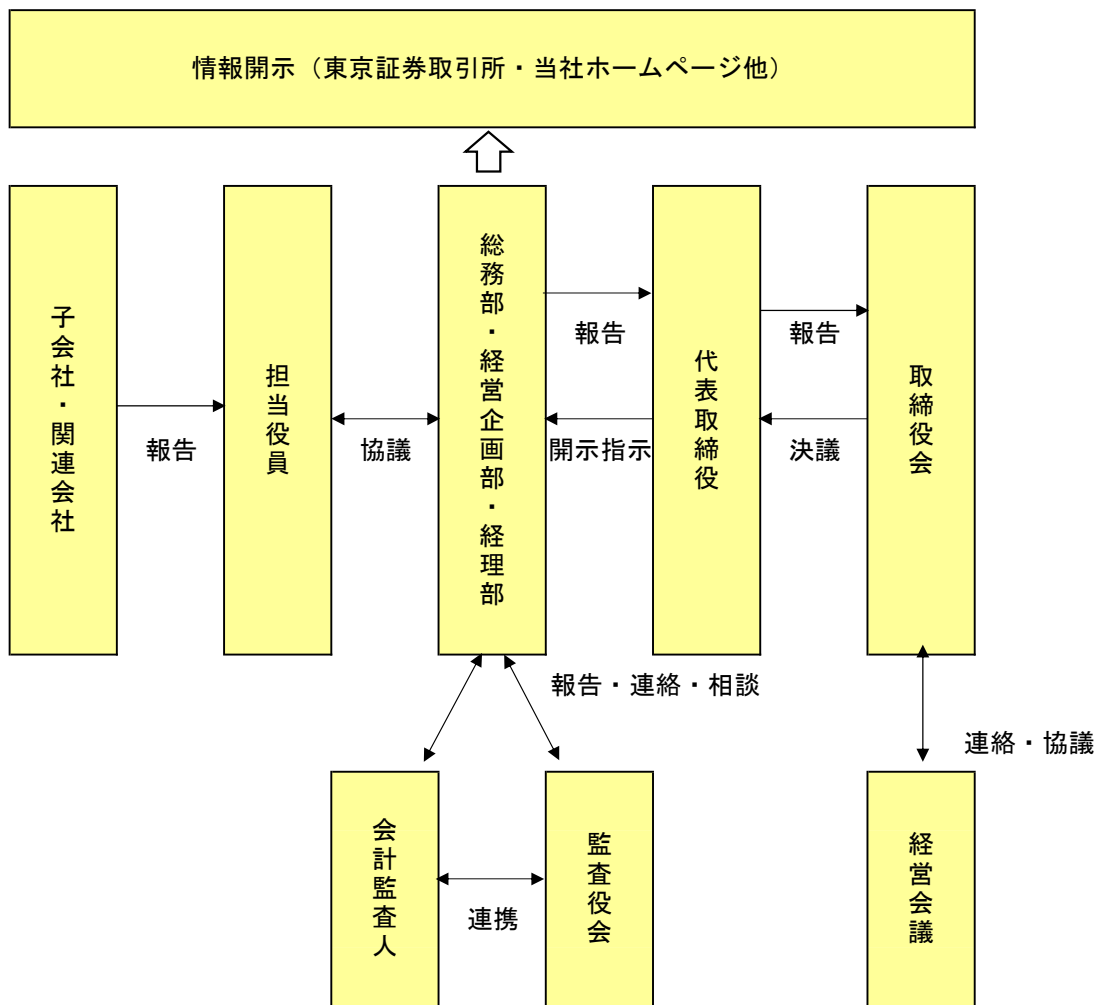 情報開示（東京証券取引所・当社ホームページ他）
子会社・関連会社
報告
担当役員
協議
総務部・経営企画部・経理部
報告
開示指示
代表取締役
報告
決議
取締役会
報告・連絡・相談
連絡・協議
会計監査人
連携
監査役会
経営会議